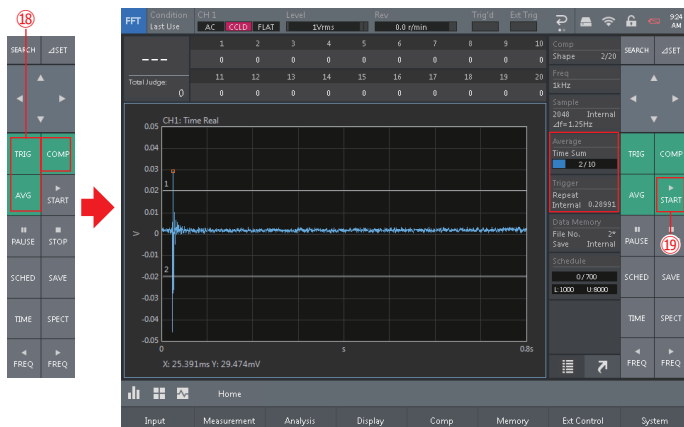 ⑱
SEARCH ⊿SET
TRIG COMP
AVG START
PAUSE STOP
SCHED SAVE
TIME SPECT
FREQ FREQ
FFT Condition Last Use
CH 1 AC CCLD FLAT
Level 1Vrms
Rev 0.0 r/min
Trig'd Ext.Trig
9:24 AM
---
Total Judge: 0
1 2 3 4 5 6 7 8 9 10
0 0 0 0 0 0 0 0 0 0
11 12 13 14 15 16 17 18 19 20
0 0 0 0 0 0 0 0 0 0
CH1: Time Real
0.05
0.04
0.03
0.02
1
0.01
V 0
-0.01
-0.02
2
-0.03
-0.04
-0.05
0 s 0.8s
X: 25.391ms Y: 29.474mV
Comp
Shape 2/20
Freq
1kHz
Sample
2048 Internal
⊿f=1.25Hz
Average
Time Sum
2/10
Trigger
Repeat
Internal 0.28991
Data Memory
File No. 2*
Save Internal
Schedule
0/700
L:1000 U:8000
SEARCH ⊿SET
TRIG COMP
AVG START
⑲
PAUSE
SCHED SAVE
TIME SPECT
FREQ FREQ
Home
Input Measurement Analysis Display Comp Memory Ext Control System